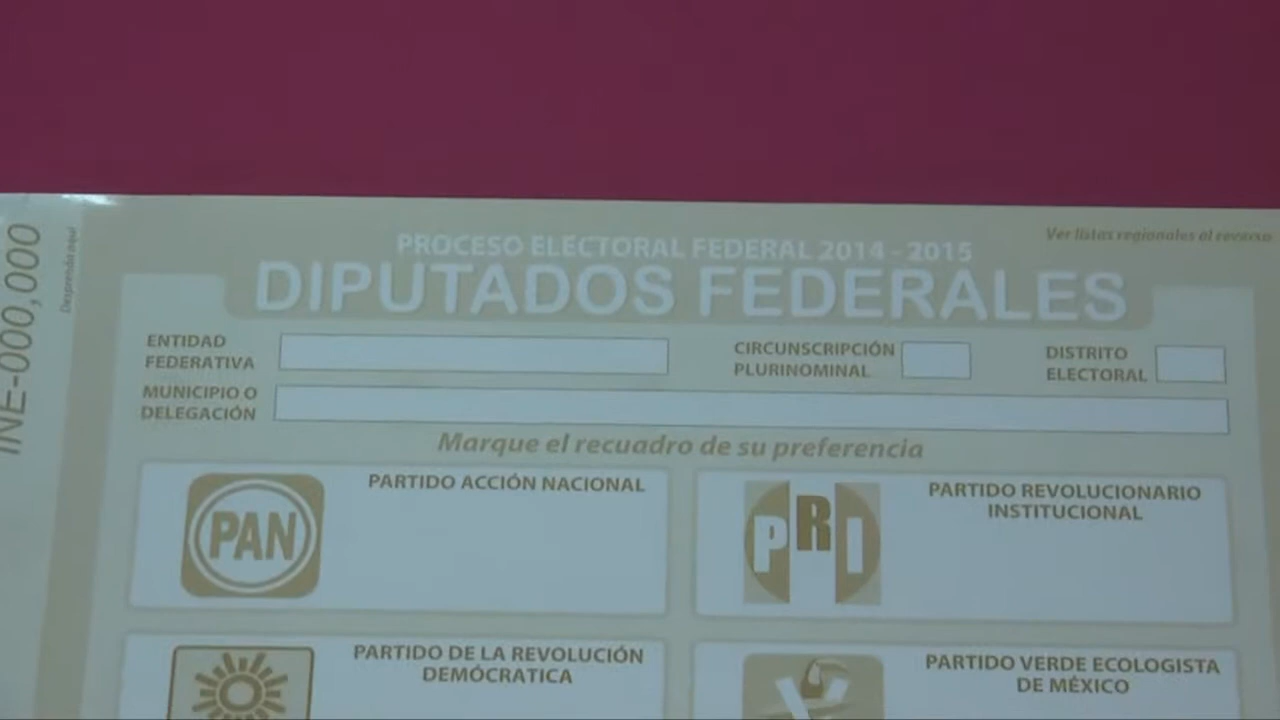 INE-000,000
Desprenda aquí
Ver listas regionales al reverso
PROCESO ELECTORAL FEDERAL 2014 - 2015
DIPUTADOS FEDERALES
ENTIDAD
FEDERATIVA
CIRCUNSCRIPCIÓN
PLURINOMINAL
DISTRITO
ELECTORAL
MUNICIPIO O
DELEGACIÓN
Marque el recuadro de su preferencia
PAN
PARTIDO ACCIÓN NACIONAL
PRI
PARTIDO REVOLUCIONARIO
INSTITUCIONAL
PARTIDO DE LA REVOLUCIÓN
DEMÓCRATICA
PARTIDO VERDE ECOLOGISTA
DE MÉXICO